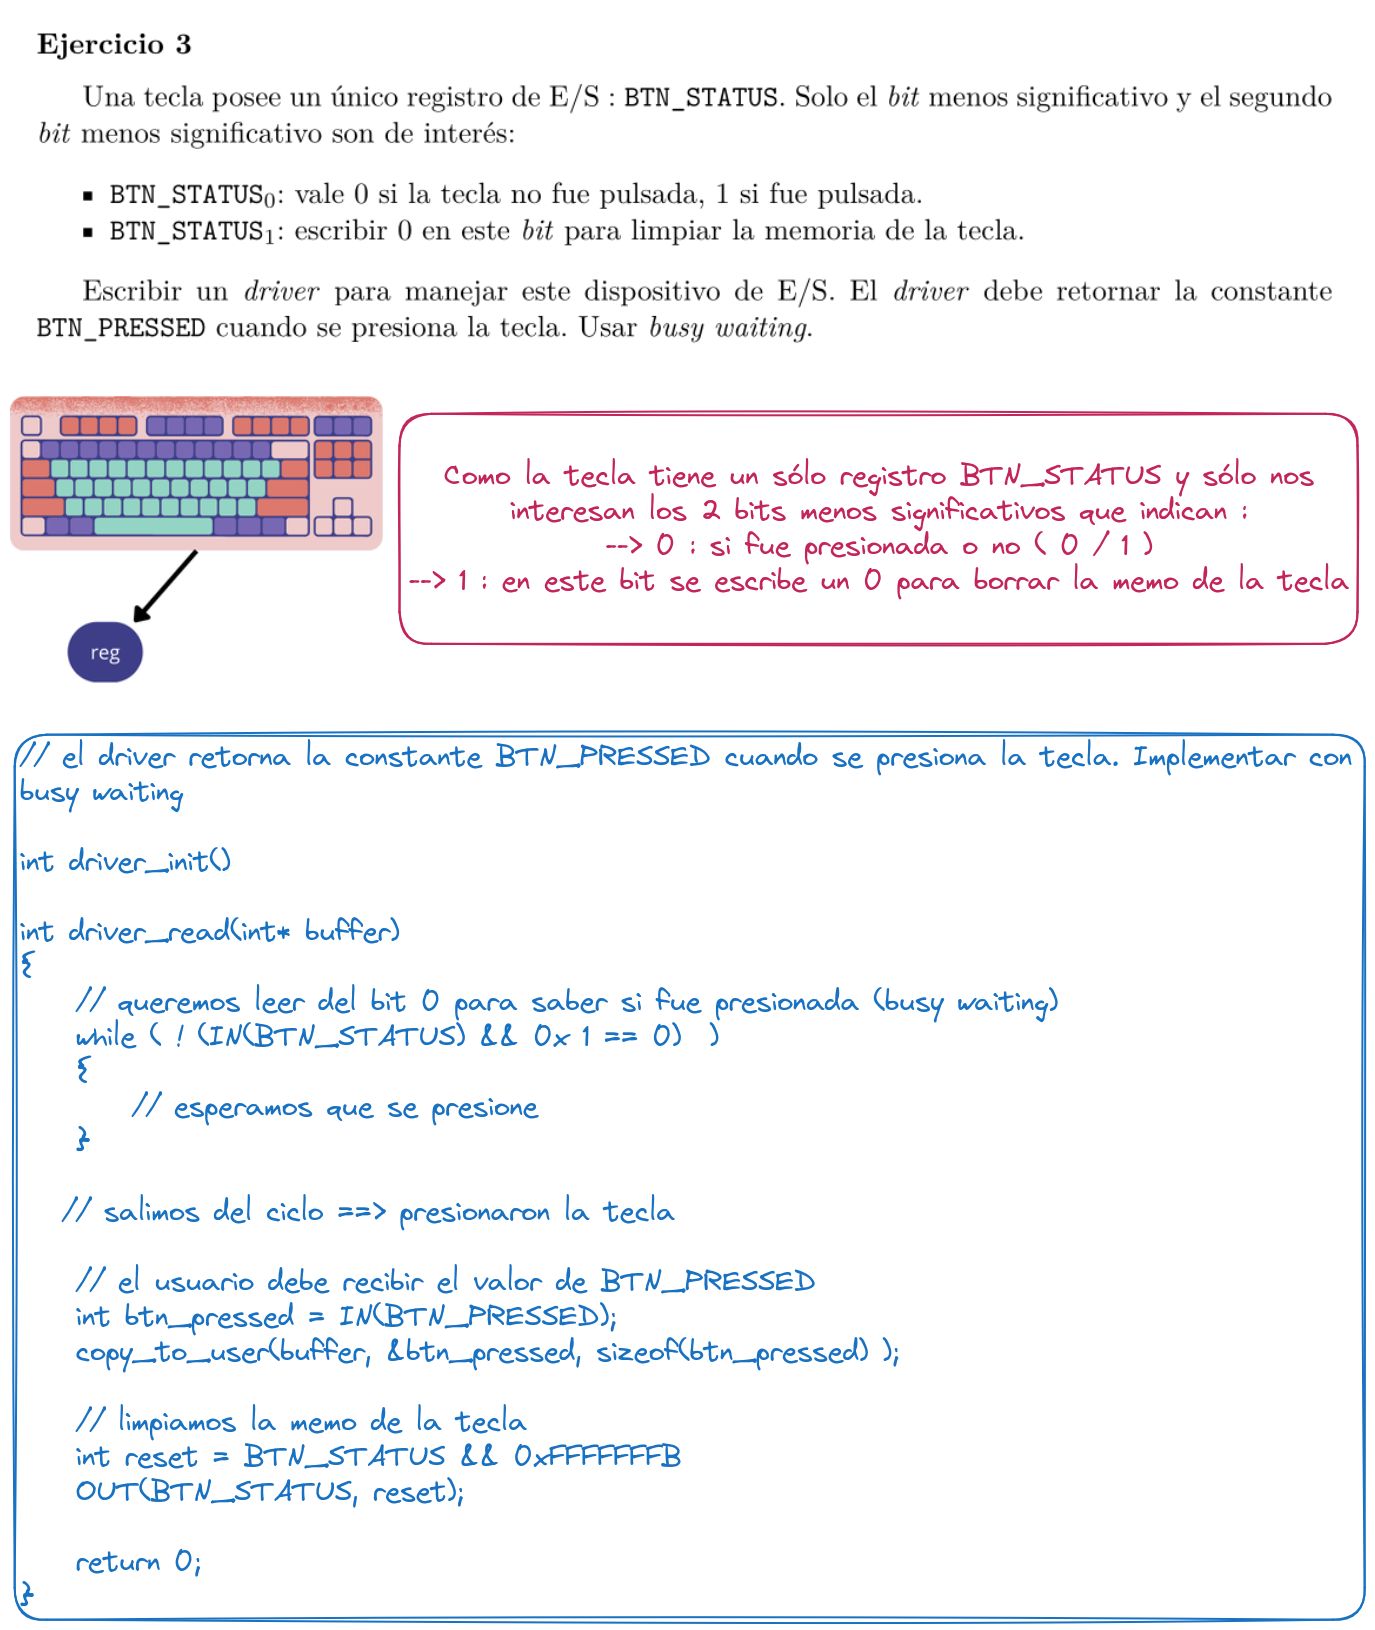 Ejercicio 3
Una tecla posee un único registro de E/S : BTN_STATUS. Solo el bit menos significativo y el segundo
bit menos significativo son de interés:
▪ BTN_STATUS₀: vale 0 si la tecla no fue pulsada, 1 si fue pulsada.
▪ BTN_STATUS₁: escribir 0 en este bit para limpiar la memoria de la tecla.
Escribir un driver para manejar este dispositivo de E/S. El driver debe retornar la constante
BTN_PRESSED cuando se presiona la tecla. Usar busy waiting.
Como la tecla tiene un sólo registro BTN_STATUS y sólo nos
interesan los 2 bits menos significativos que indican :
--> 0 : si fue presionada o no ( 0 / 1 )
--> 1 : en este bit se escribe un 0 para borrar la memo de la tecla
reg
// el driver retorna la constante BTN_PRESSED cuando se presiona la tecla. Implementar con
busy waiting
int driver_init()
int driver_read(int* buffer)
{
// queremos leer del bit 0 para saber si fue presionada (busy waiting)
while ( ! (IN(BTN_STATUS) && 0x1 == 0) )
{
// esperamos que se presione
}
// salimos del ciclo ==> presionaron la tecla
// el usuario debe recibir el valor de BTN_PRESSED
int btn_pressed = IN(BTN_PRESSED);
copy_to_user(buffer, &btn_pressed, sizeof(btn_pressed) );
// limpiamos la memo de la tecla
int reset = BTN_STATUS && 0xFFFFFFFB
OUT(BTN_STATUS, reset);
return 0;
}